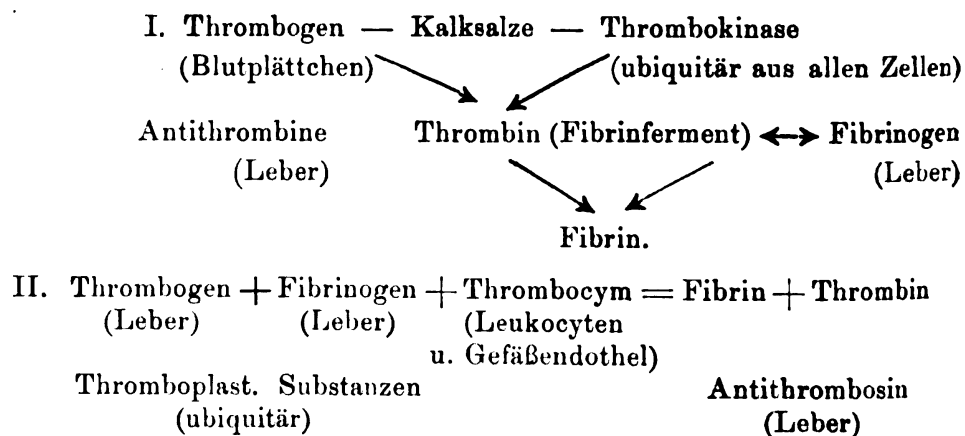 I. Thrombogen — Kalksalze — Thrombokinase
(Blutplättchen) (ubiquitär aus allen Zellen)
Antithrombine Thrombin (Fibrinferment) ⟷ Fibrinogen
(Leber) (Leber)
Fibrin.
II. Thrombogen + Fibrinogen + Thrombocym = Fibrin + Thrombin
(Leber) (Leber) (Leukocyten
u. Gefäßendothel)
Thromboplast. Substanzen Antithrombosin
(ubiquitär) (Leber)